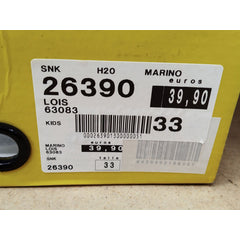 SNK H20 MARINO
euros
26390 39,90
LOIS
63083
KIDS 33
MARINO euros
LOIS 39,90
63083
SNK talla
26390 33